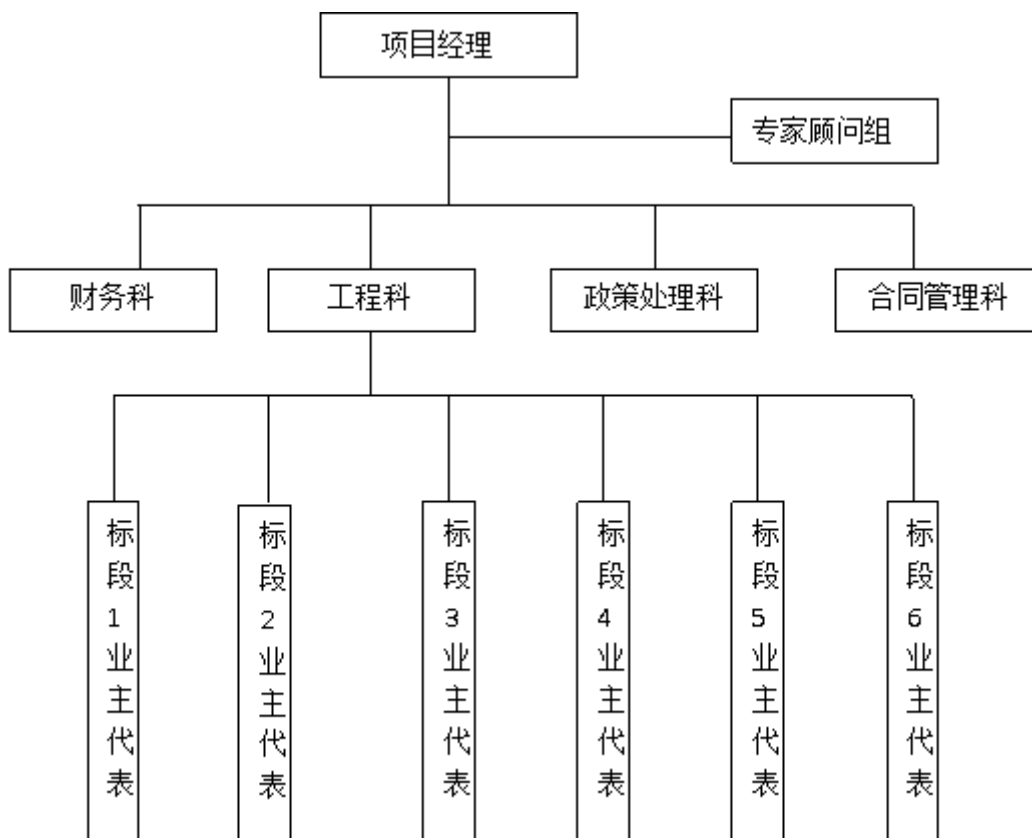 项目经理
专家顾问组
财务科
工程科
政策处理科
合同管理科
标段1业主代表
标段2业主代表
标段3业主代表
标段4业主代表
标段5业主代表
标段6业主代表